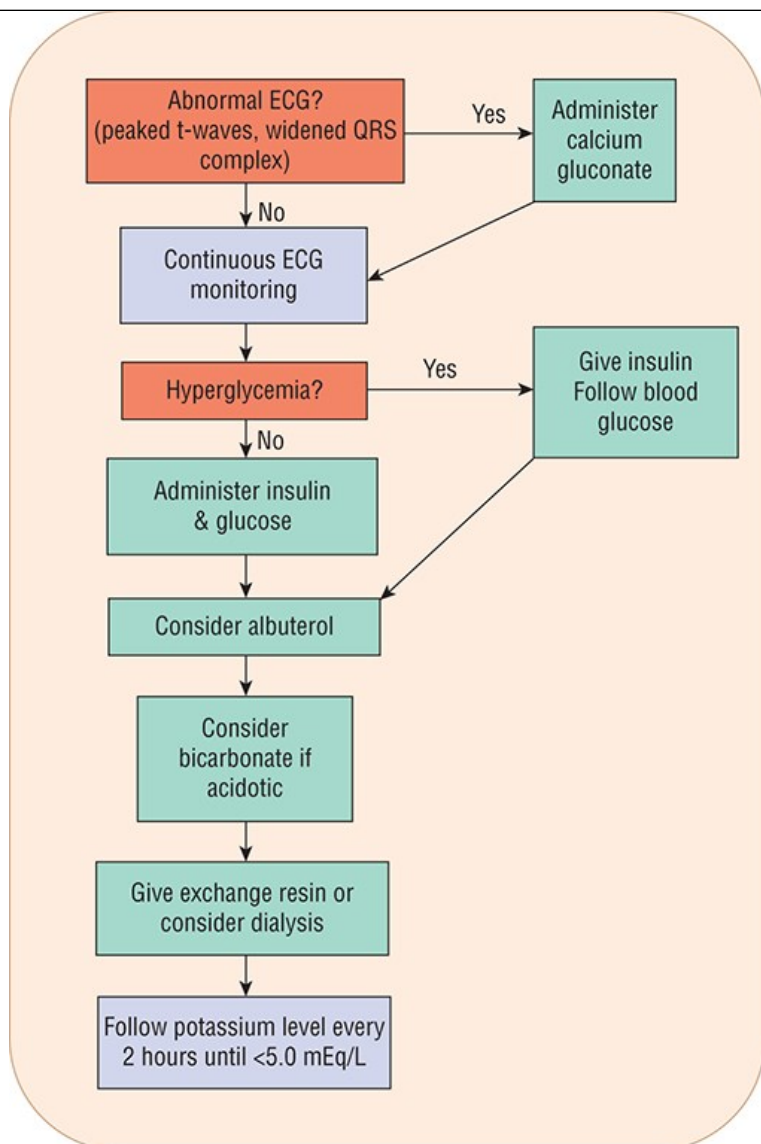 Abnormal ECG?
(peaked t-waves, widened QRS
complex)
Yes
Administer
calcium
gluconate
No
Continuous ECG
monitoring
Hyperglycemia?
Yes
Give insulin
Follow blood
glucose
No
Administer insulin
& glucose
Consider albuterol
Consider
bicarbonate if
acidotic
Give exchange resin or
consider dialysis
Follow potassium level every
2 hours until <5.0 mEq/L